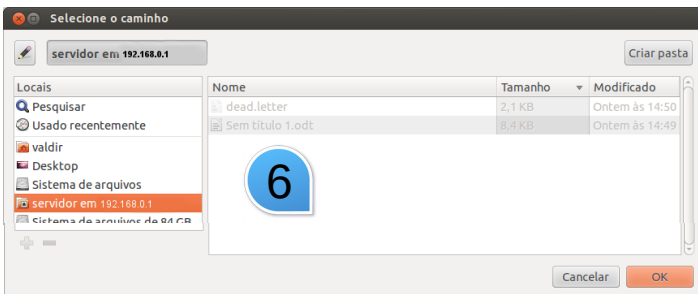 Selecione o caminho
servidor em 192.168.0.1
Criar pasta
Locais
Pesquisar
Usado recentemente
valdir
Desktop
Sistema de arquivos
servidor em 192.168.0.1
Sistema de arquivos de 84 GB
Nome Tamanho Modificado
dead.letter 2,1 KB Ontem às 14:50
Sem título 1.odt 8,4 KB Ontem às 14:49
6
Cancelar OK